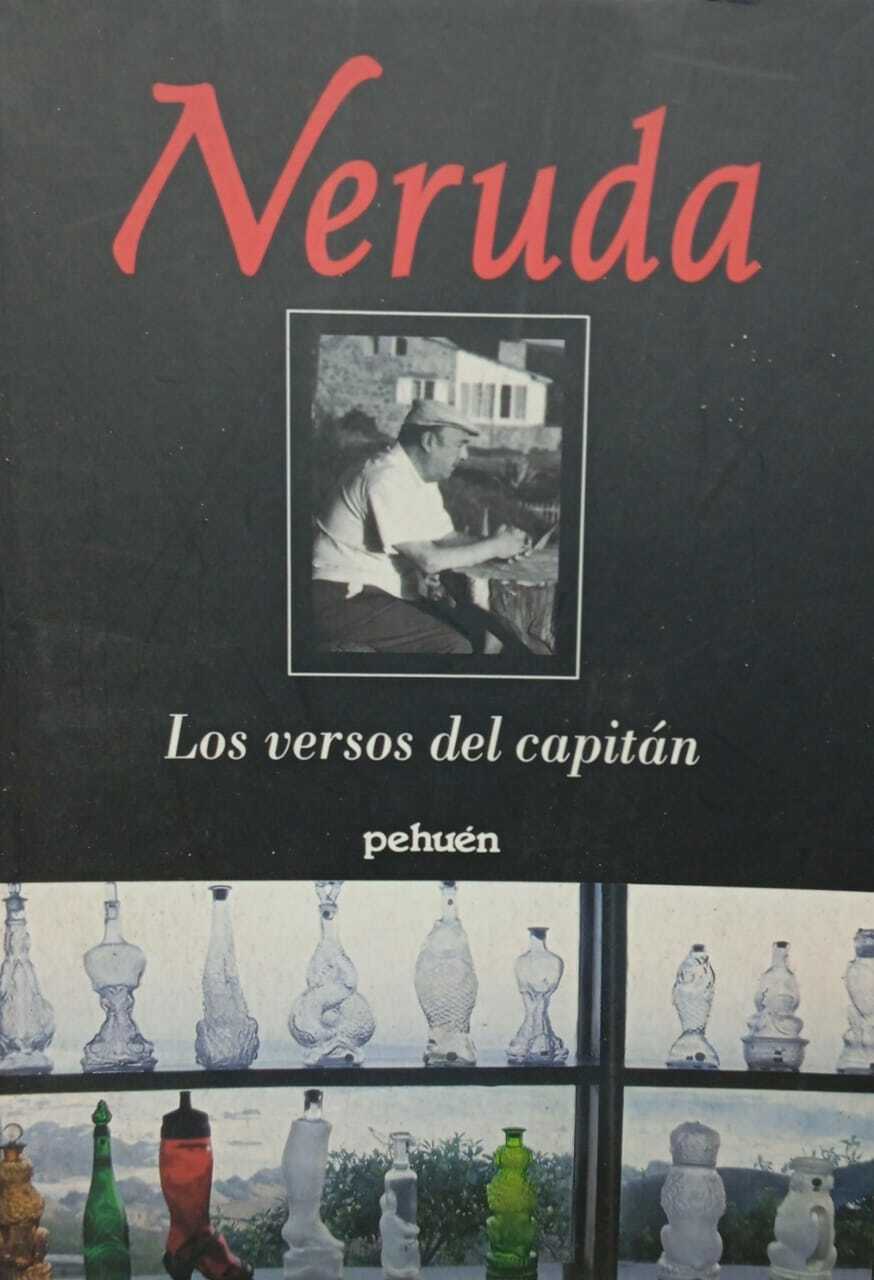 Neruda
Los versos del capitán
pehuén